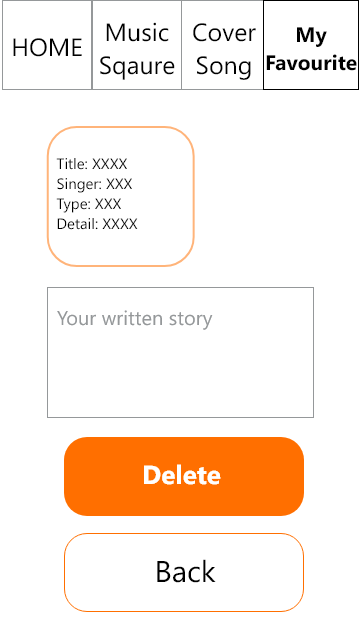 HOME
Music
Sqaure
Cover
Song
My
Favourite
Title: XXXX
Singer: XXX
Type: XXX
Detail: XXXX
Your written story
Delete
Back